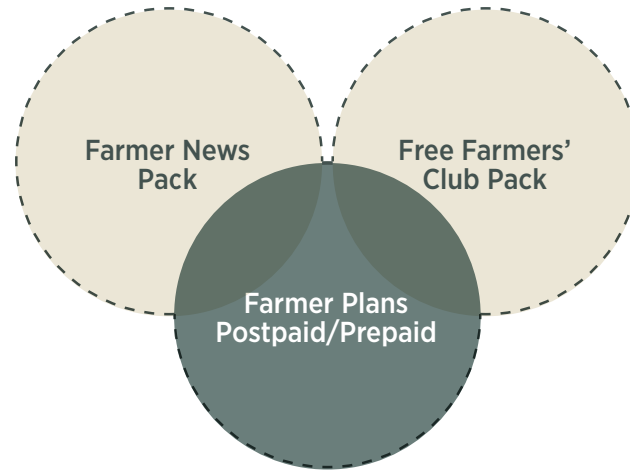 Farmer News
Pack
Free Farmers’
Club Pack
Farmer Plans
Postpaid/Prepaid